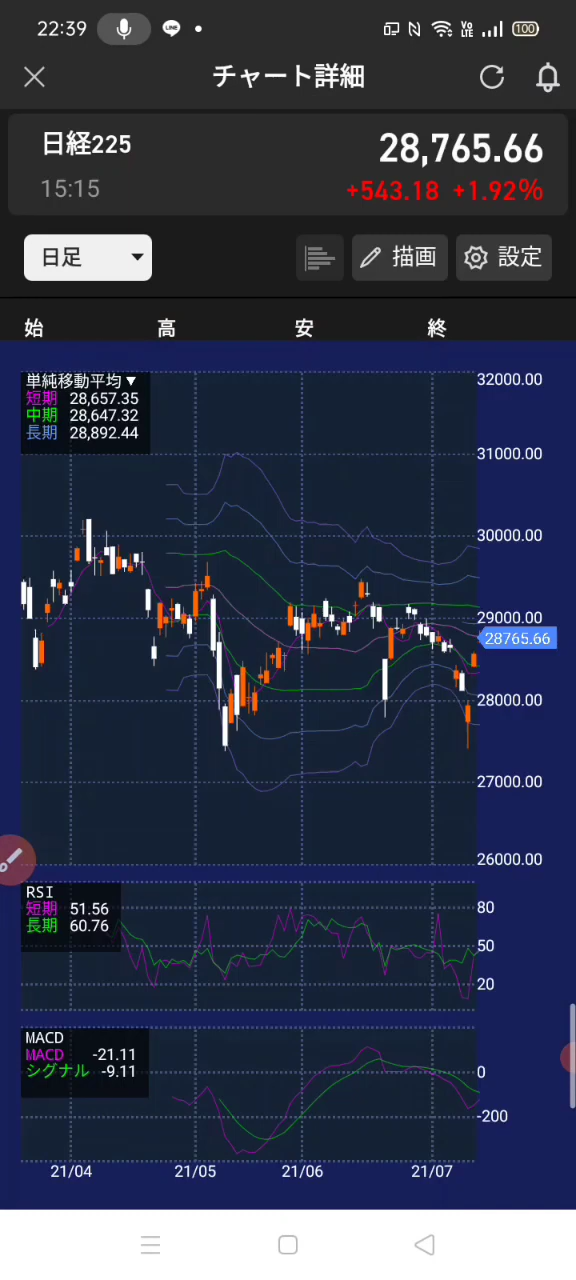 22:39 LINE VO LTE 100
チャート詳細
日経225 28,765.66
15:15 +543.18 +1.92%
日足 描画 設定
始 高 安 終
単純移動平均▼
短期 28,657.35
中期 28,647.32
長期 28,892.44
32000.00
31000.00
30000.00
29000.00
28765.66
28000.00
27000.00
26000.00
RSI
短期 51.56
長期 60.76
80
50
20
MACD
MACD -21.11
シグナル -9.11
0
-200
21/04 21/05 21/06 21/07